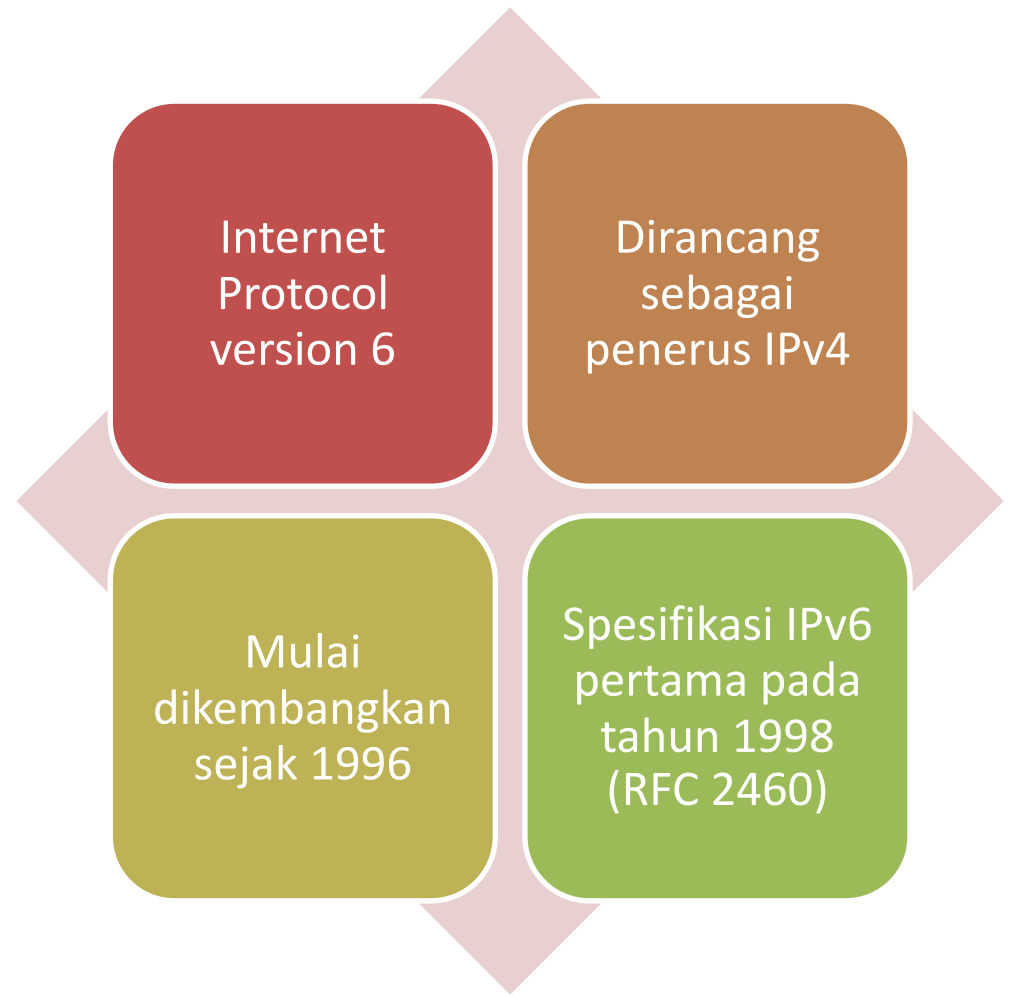 Internet
Protocol
version 6
Dirancang
sebagai
penerus IPv4
Mulai
dikembangkan
sejak 1996
Spesifikasi IPv6
pertama pada
tahun 1998
(RFC 2460)